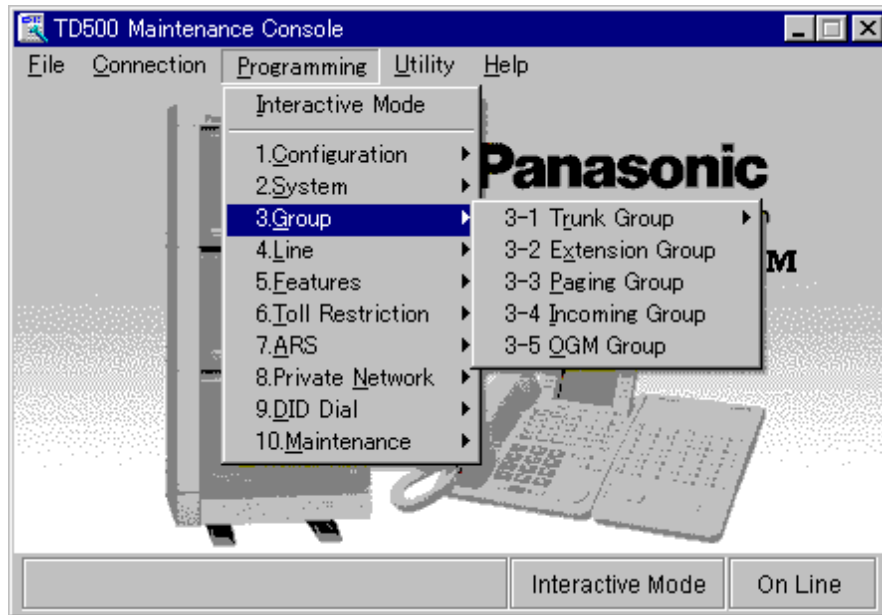 TD500 Maintenance Console
File Connection Programming Utility Help
Interactive Mode
1.Configuration
2.System
3.Group
4.Line
5.Features
6.Toll Restriction
7.ARS
8.Private Network
9.DID Dial
10.Maintenance
3-1 Trunk Group
3-2 Extension Group
3-3 Paging Group
3-4 Incoming Group
3-5 OGM Group
Panasonic
Interactive Mode On Line